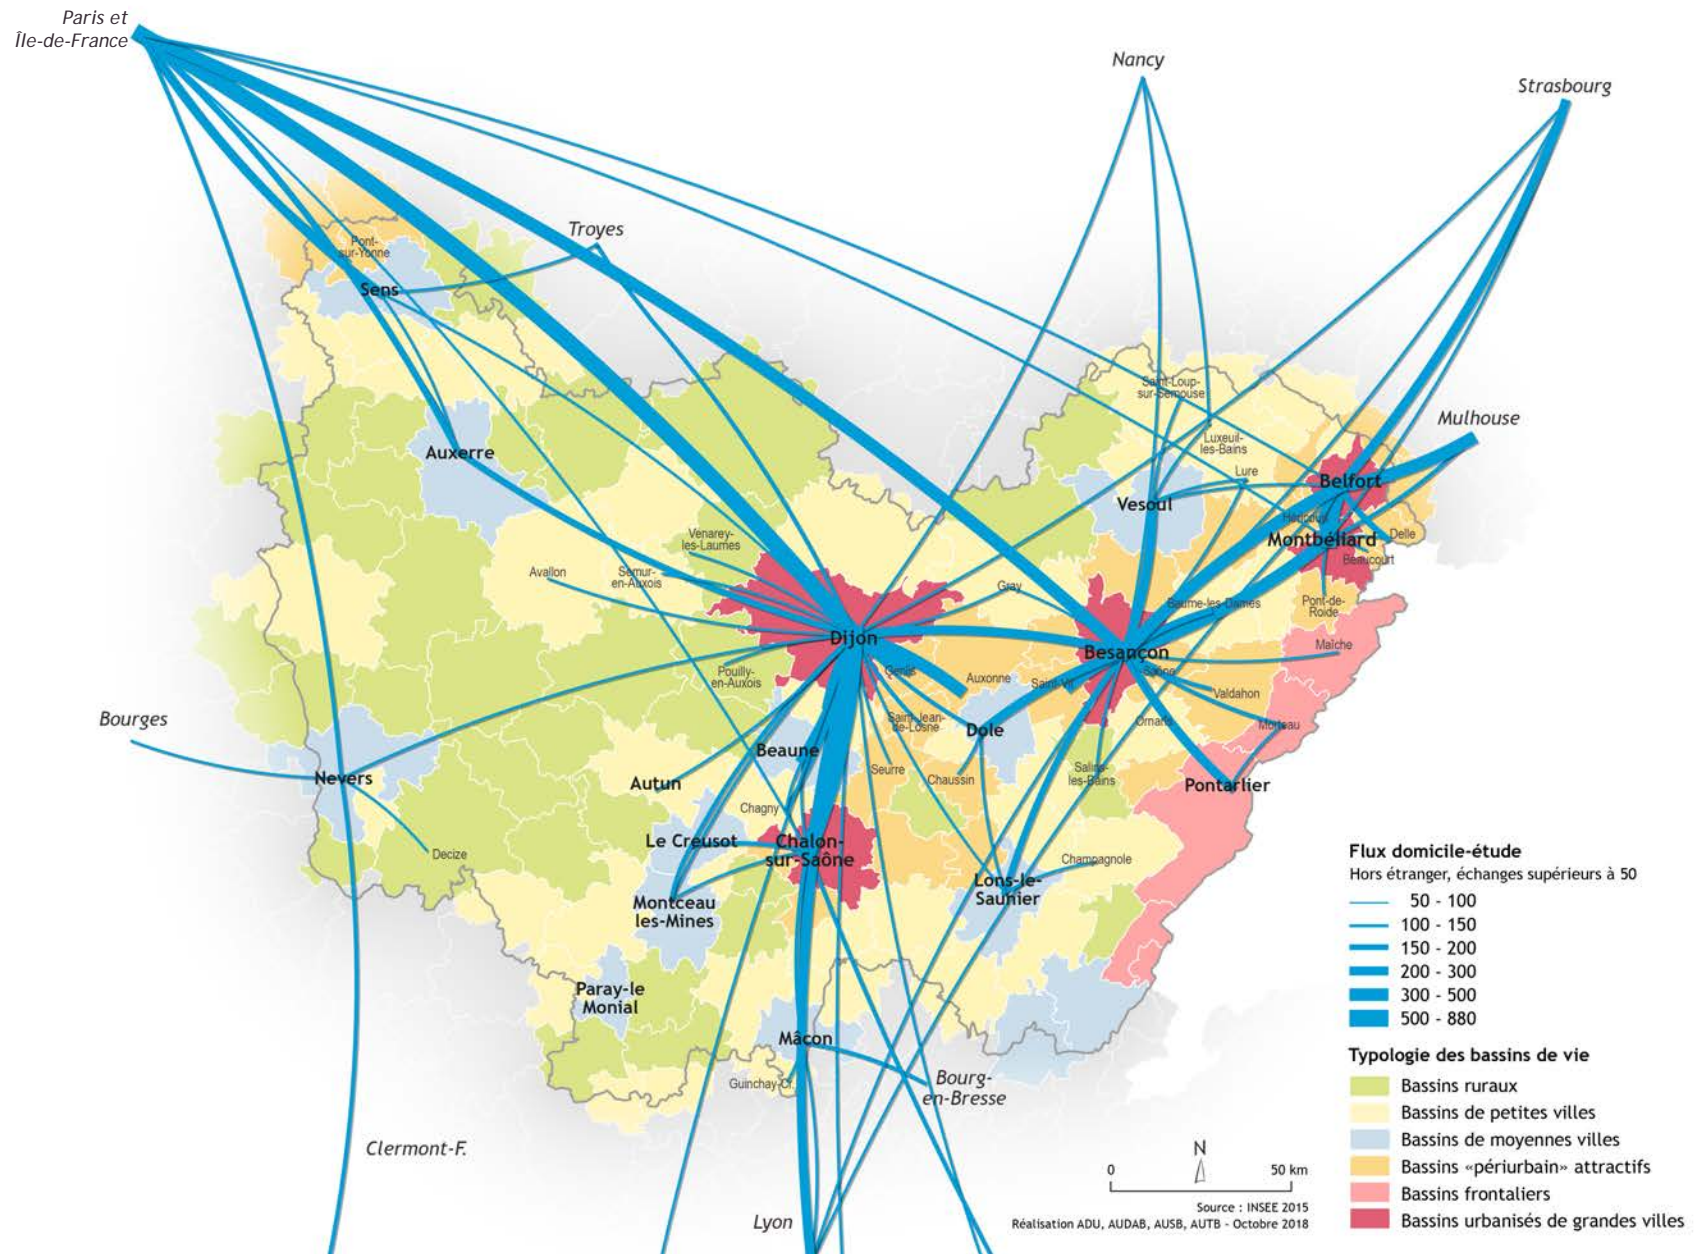 Paris et
Île-de-France
Nancy
Strasbourg
Troyes
Pont-
sur-Yonne
Sens
Saint-Loup-
sur-Semouse
Mulhouse
Luxeuil-
les-Bains
Auxerre
Lure
Belfort
Vesoul
Héricourt
Delle
Montbéliard
Beaucourt
Venarey-
les-Laumes
Avallon
Semur-
en-Auxois
Gray
Baume-les-Dames
Pont-de-
Roide
Dijon
Besançon
Maîche
Genlis
Saône
Pouilly-
en-Auxois
Auxonne
Saint-Vit
Valdahon
Bourges
Saint-Jean-
de-Losne
Dole
Ornans
Morteau
Beaune
Nevers
Autun
Seurre
Chaussin
Salins-
les-Bains
Pontarlier
Chagny
Le Creusot
Chalon-
sur-Saône
Decize
Champagnole
Lons-le-
Saunier
Montceau
les-Mines
Paray-le
Monial
Mâcon
Guinchay-Cr.
Bourg-
en-Bresse
Clermont-F.
Lyon
N
0 50 km
Source : INSEE 2015
Réalisation ADU, AUDAB, AUSB, AUTB - Octobre 2018
Flux domicile-étude
Hors étranger, échanges supérieurs à 50
50 - 100
100 - 150
150 - 200
200 - 300
300 - 500
500 - 880
Typologie des bassins de vie
Bassins ruraux
Bassins de petites villes
Bassins de moyennes villes
Bassins «périurbain» attractifs
Bassins frontaliers
Bassins urbanisés de grandes villes